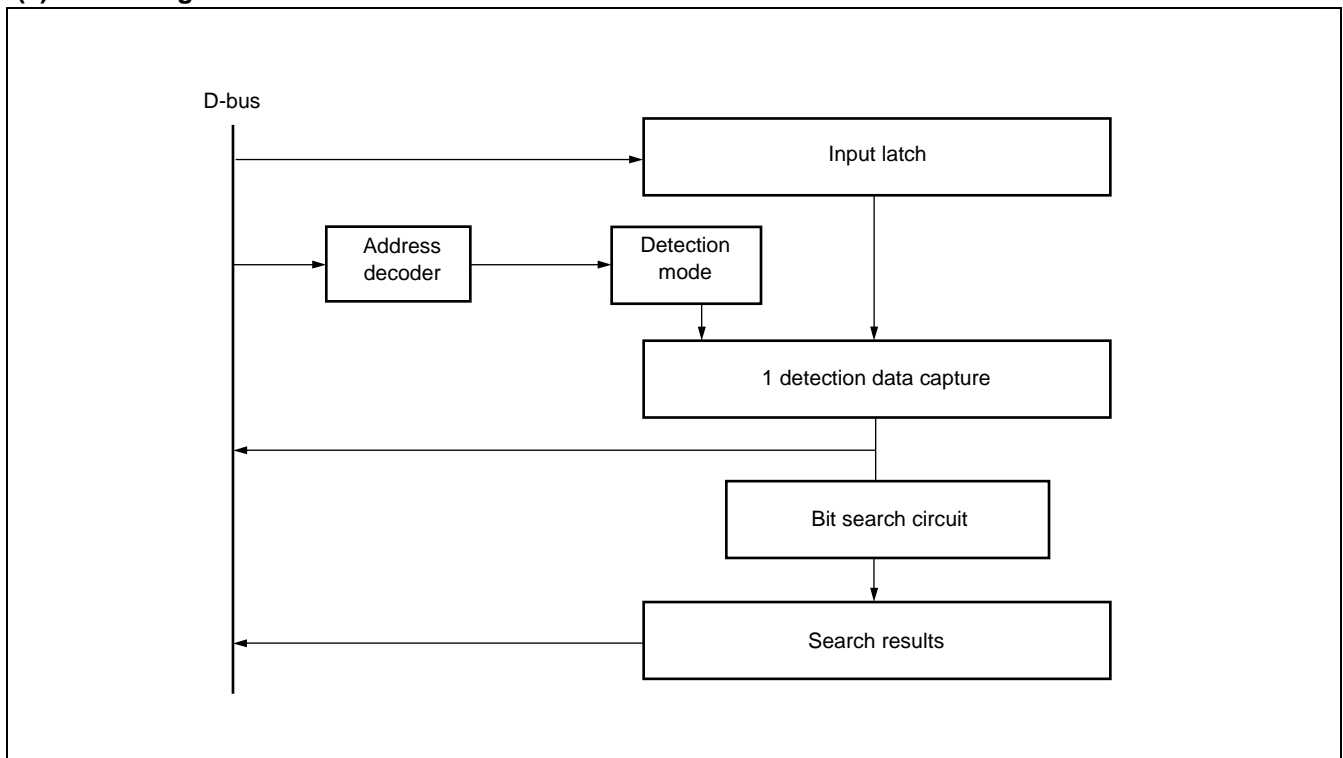 D-bus
Input latch
Address
decoder
Detection
mode
1 detection data capture
Bit search circuit
Search results